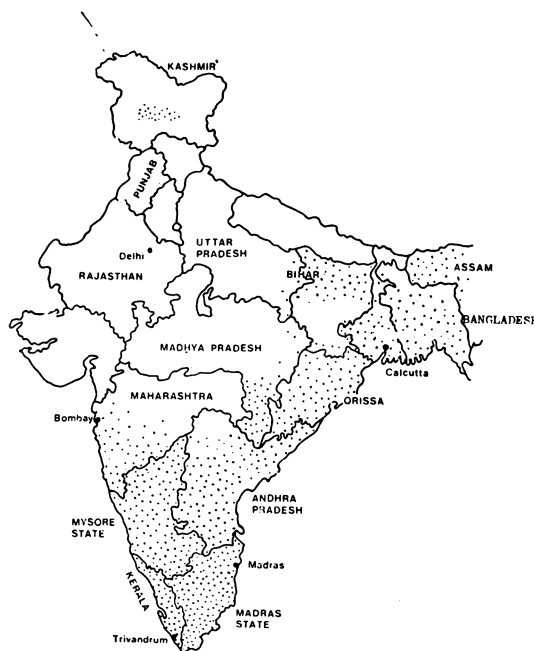 KASHMIR
PUNJAB
Delhi
UTTAR
PRADESH
RAJASTHAN
BIHAR
ASSAM
BANGLADESH
MADHYA PRADESH
Calcutta
MAHARASHTRA
ORISSA
Bombay
ANDHRA
PRADESH
MYSORE
STATE
Madras
KERALA
MADRAS
STATE
Trivandrum